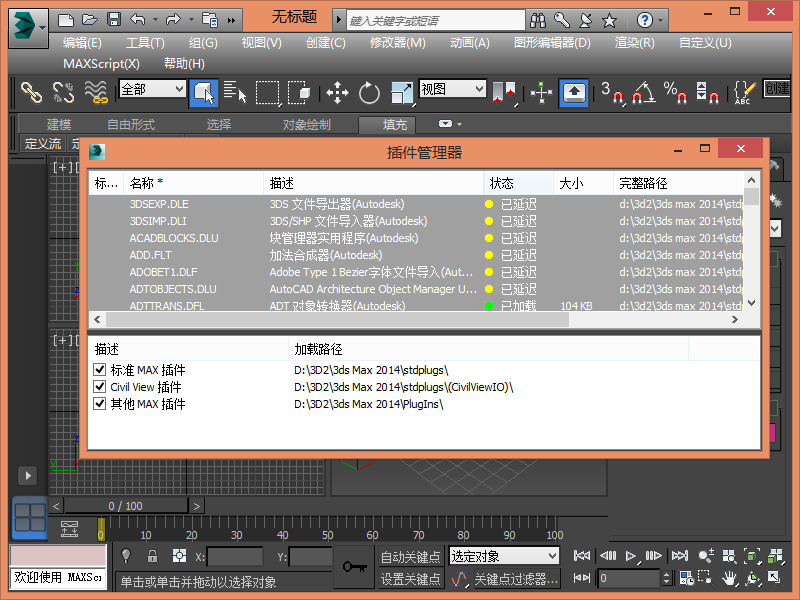 无标题
键入关键字或短语
编辑(E) 工具(T) 组(G) 视图(V) 创建(C) 修改器(M) 动画(A) 图形编辑器(D) 渲染(R) 自定义(U)
MAXScript(X) 帮助(H)
全部 视图 3 % ABC 创建
建模 自由形式 选择 对象绘制 填充
定义流
插件管理器
标... 名称 * 描述 状态 大小 完整路径
3DSEXP.DLE 3DS 文件导出器(Autodesk) 已延迟 d:\3d2\3ds max 2014\stdp
3DSIMP.DLI 3DS/SHP 文件导入器(Autodesk) 已延迟 d:\3d2\3ds max 2014\stdp
ACADBLOCKS.DLU 块管理器实用程序(Autodesk) 已延迟 d:\3d2\3ds max 2014\stdp
ADD.FLT 加法合成器(Autodesk) 已延迟 d:\3d2\3ds max 2014\stdp
ADOBET1.DLF Adobe Type 1 Bezier字体文件导入(Aut... 已延迟 d:\3d2\3ds max 2014\stdp
ADTOBJECTS.DLU AutoCAD Architecture Object Manager U... 已延迟 d:\3d2\3ds max 2014\stdp
ADTTRANS.DFL ADT 对象转换器(Autodesk) 已加载 104 KB d:\3d2\3ds max 2014\stdp
描述 加载路径
标准 MAX 插件 D:\3D2\3ds Max 2014\stdplugs\
Civil View 插件 D:\3D2\3ds Max 2014\stdplugs\(CivilViewIO)\
其他 MAX 插件 D:\3D2\3ds Max 2014\PlugIns\
0 / 100
0 10 20 30 40 50 60 70 80 90 100
X: Y: 自动关键点 选定对象
欢迎使用 MAXScr 单击或单击并拖动以选择对象 设置关键点 关键点过滤器... 0